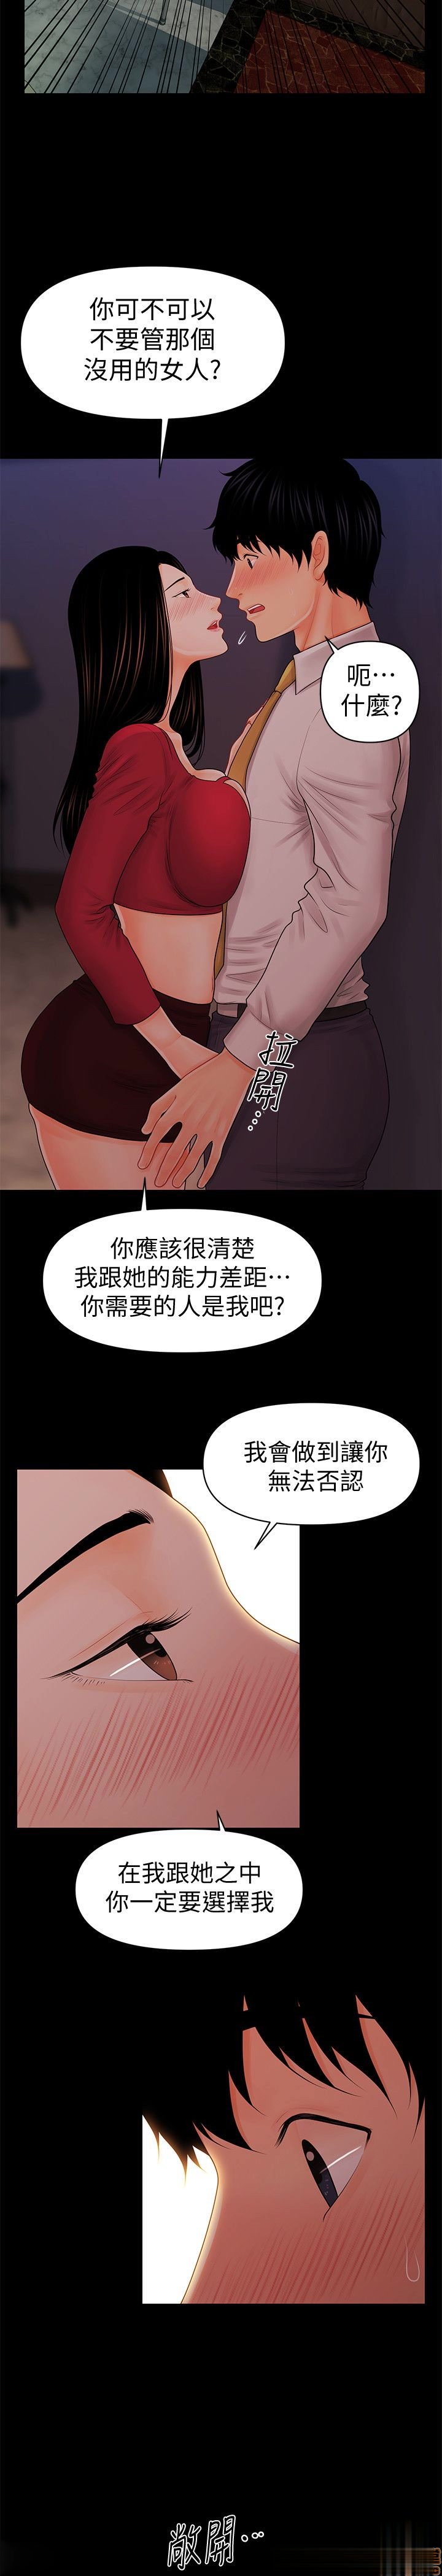 你可不可以
不要管那個
沒用的女人?
呃…
什麼?
拉
開…
你應該很清楚
我跟她的能力差距…
你需要的人是我吧?
我會做到讓你
無法否認
在我跟她之中
你一定要選擇我
敞開…